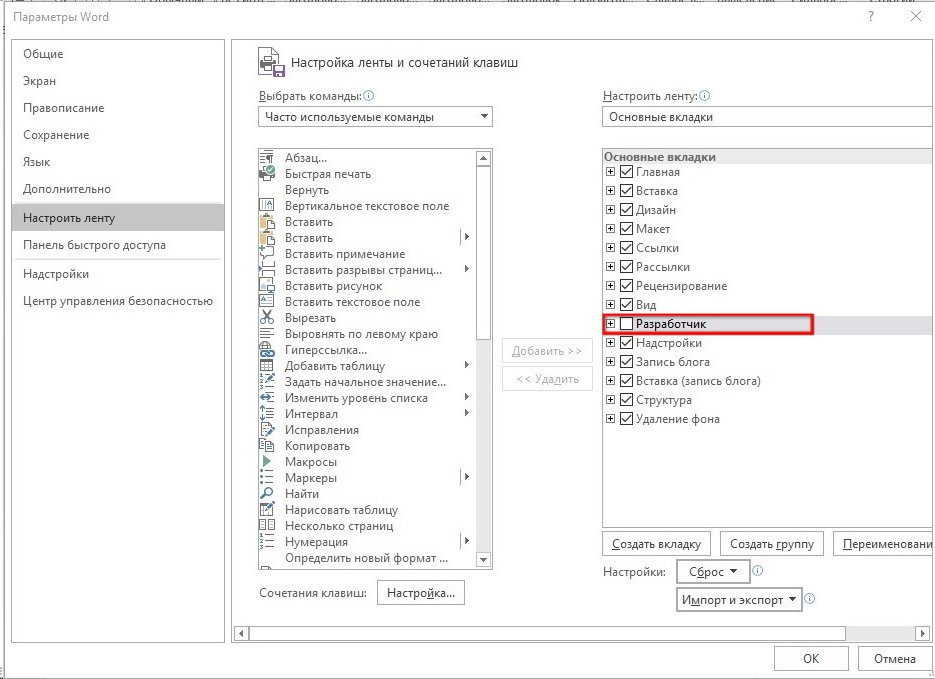 Параметры Word
?
Общие
Экран
Правописание
Сохранение
Язык
Дополнительно
Настроить ленту
Панель быстрого доступа
Надстройки
Центр управления безопасностью
Настройка ленты и сочетаний клавиш
Выбрать команды:
Часто используемые команды
Абзац...
Быстрая печать
Вернуть
Вертикальное текстовое поле
Вставить
Вставить
Вставить примечание
Вставить разрывы страниц...
Вставить рисунок
Вставить текстовое поле
Вырезать
Выровнять по левому краю
Гиперссылка...
Добавить таблицу
Задать начальное значение...
Изменить уровень списка
Интервал
Исправления
Копировать
Макросы
Маркеры
Найти
Нарисовать таблицу
Несколько страниц
Нумерация
Определить новый формат ...
Сочетания клавиш:
Настройка...
Добавить >>
<< Удалить
Настроить ленту:
Основные вкладки
Основные вкладки
Главная
Вставка
Дизайн
Макет
Ссылки
Рассылки
Рецензирование
Вид
Разработчик
Надстройки
Запись блога
Вставка (запись блога)
Структура
Удаление фона
Создать вкладку
Создать группу
Переименовани
Настройки:
Сброс
Импорт и экспорт
ОК
Отмена